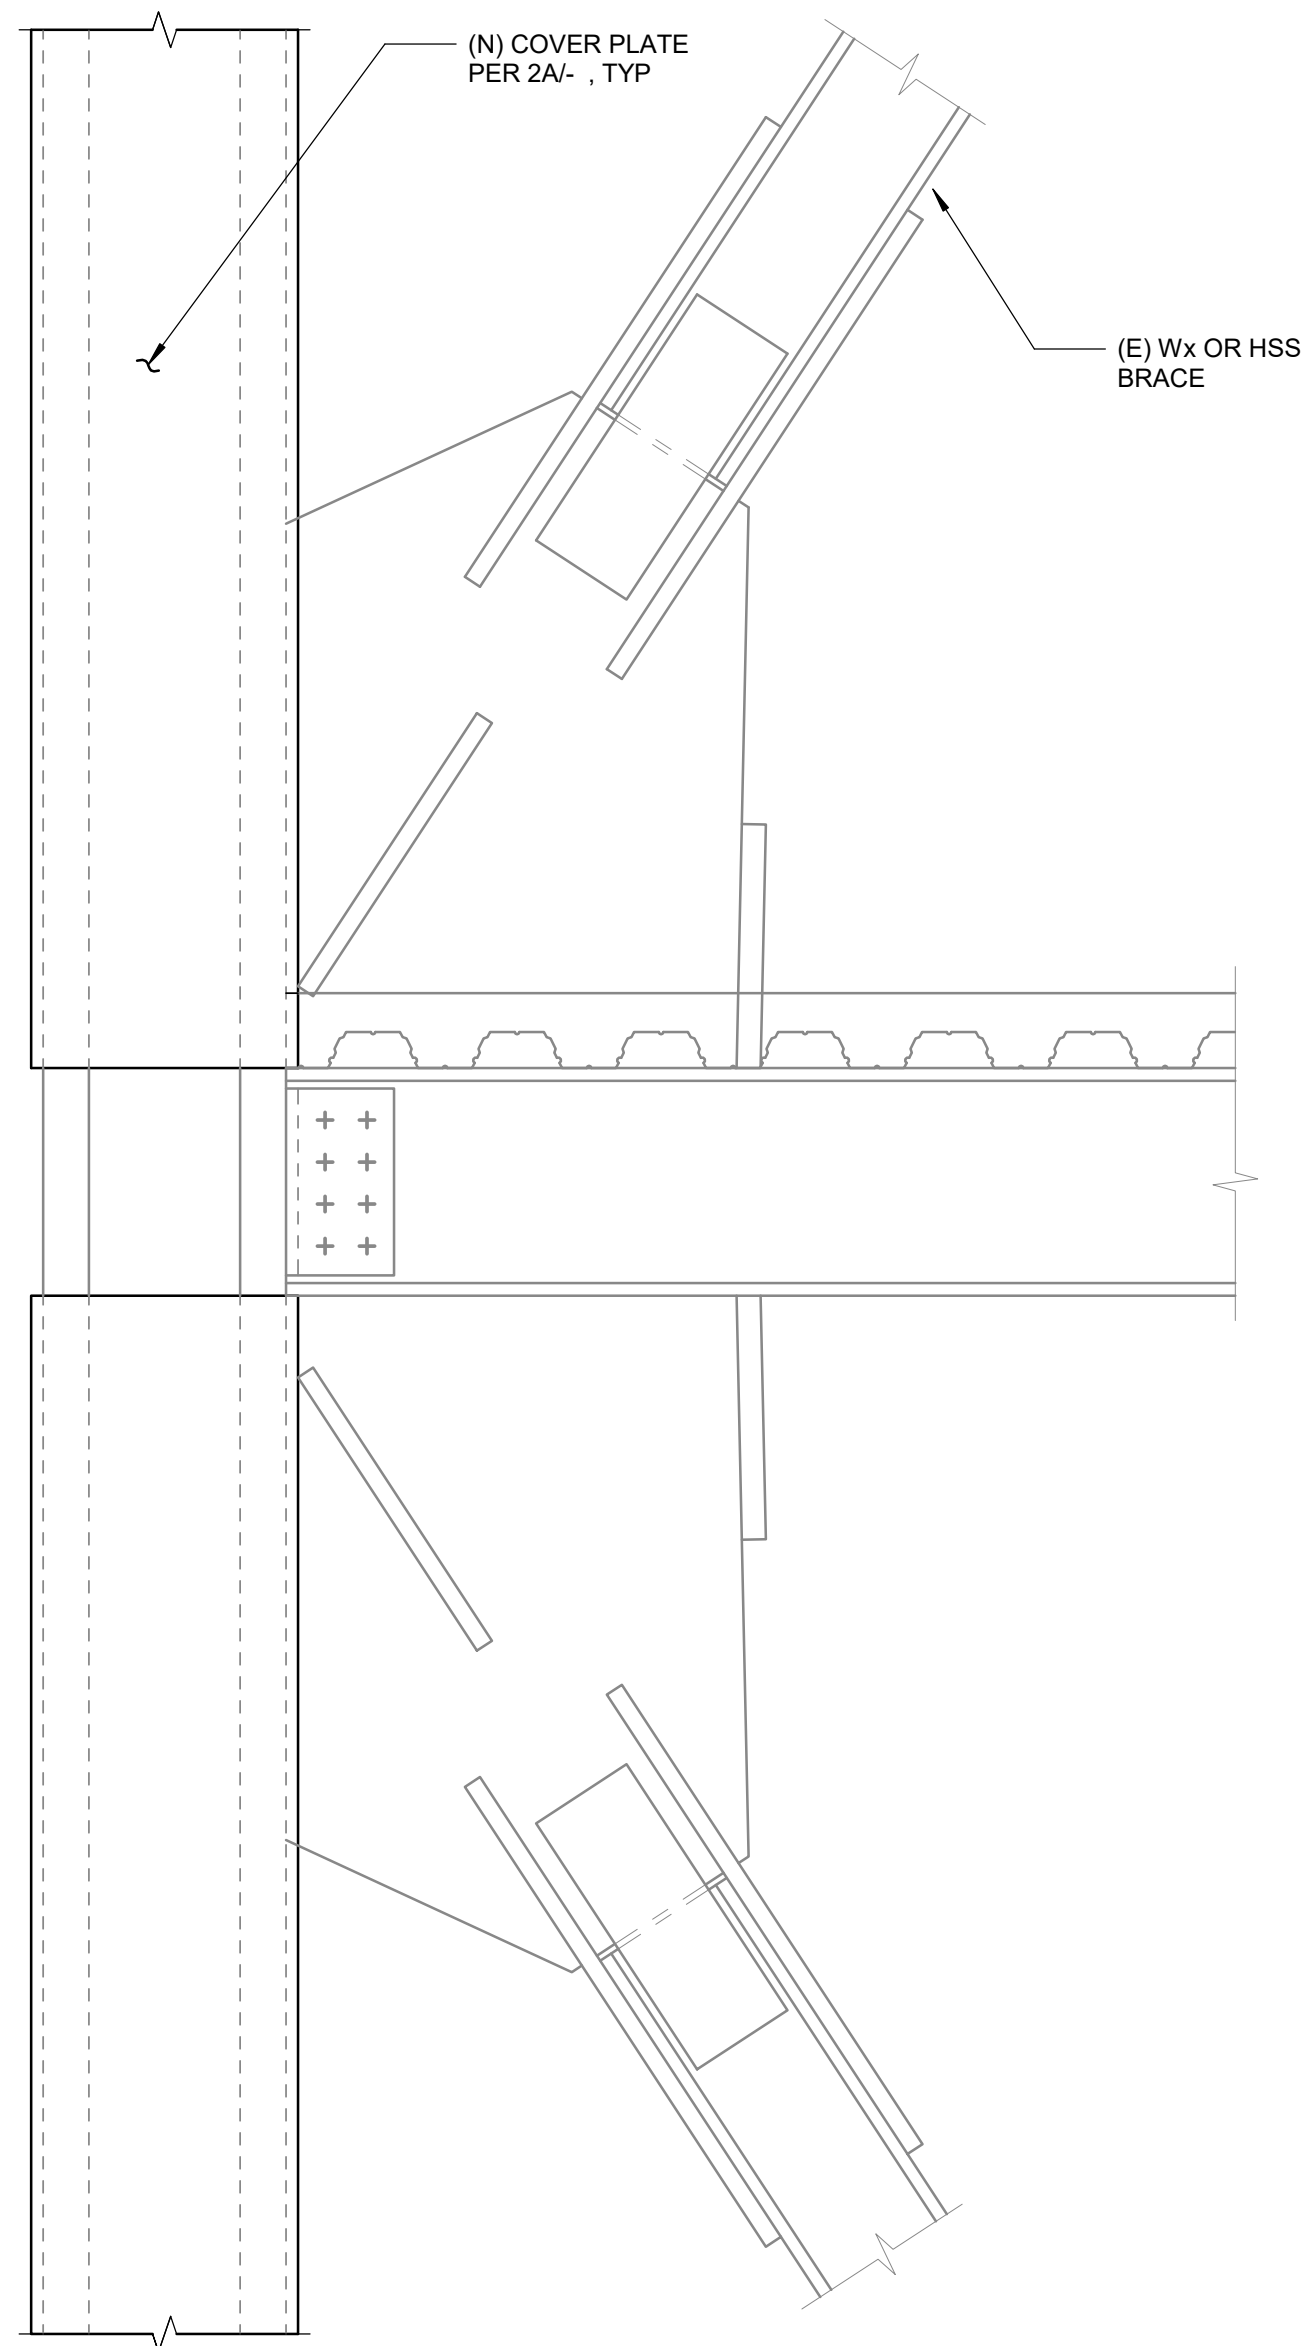 (N) COVER PLATE
PER 2A/- , TYP
(E) Wx OR HSS
BRACE